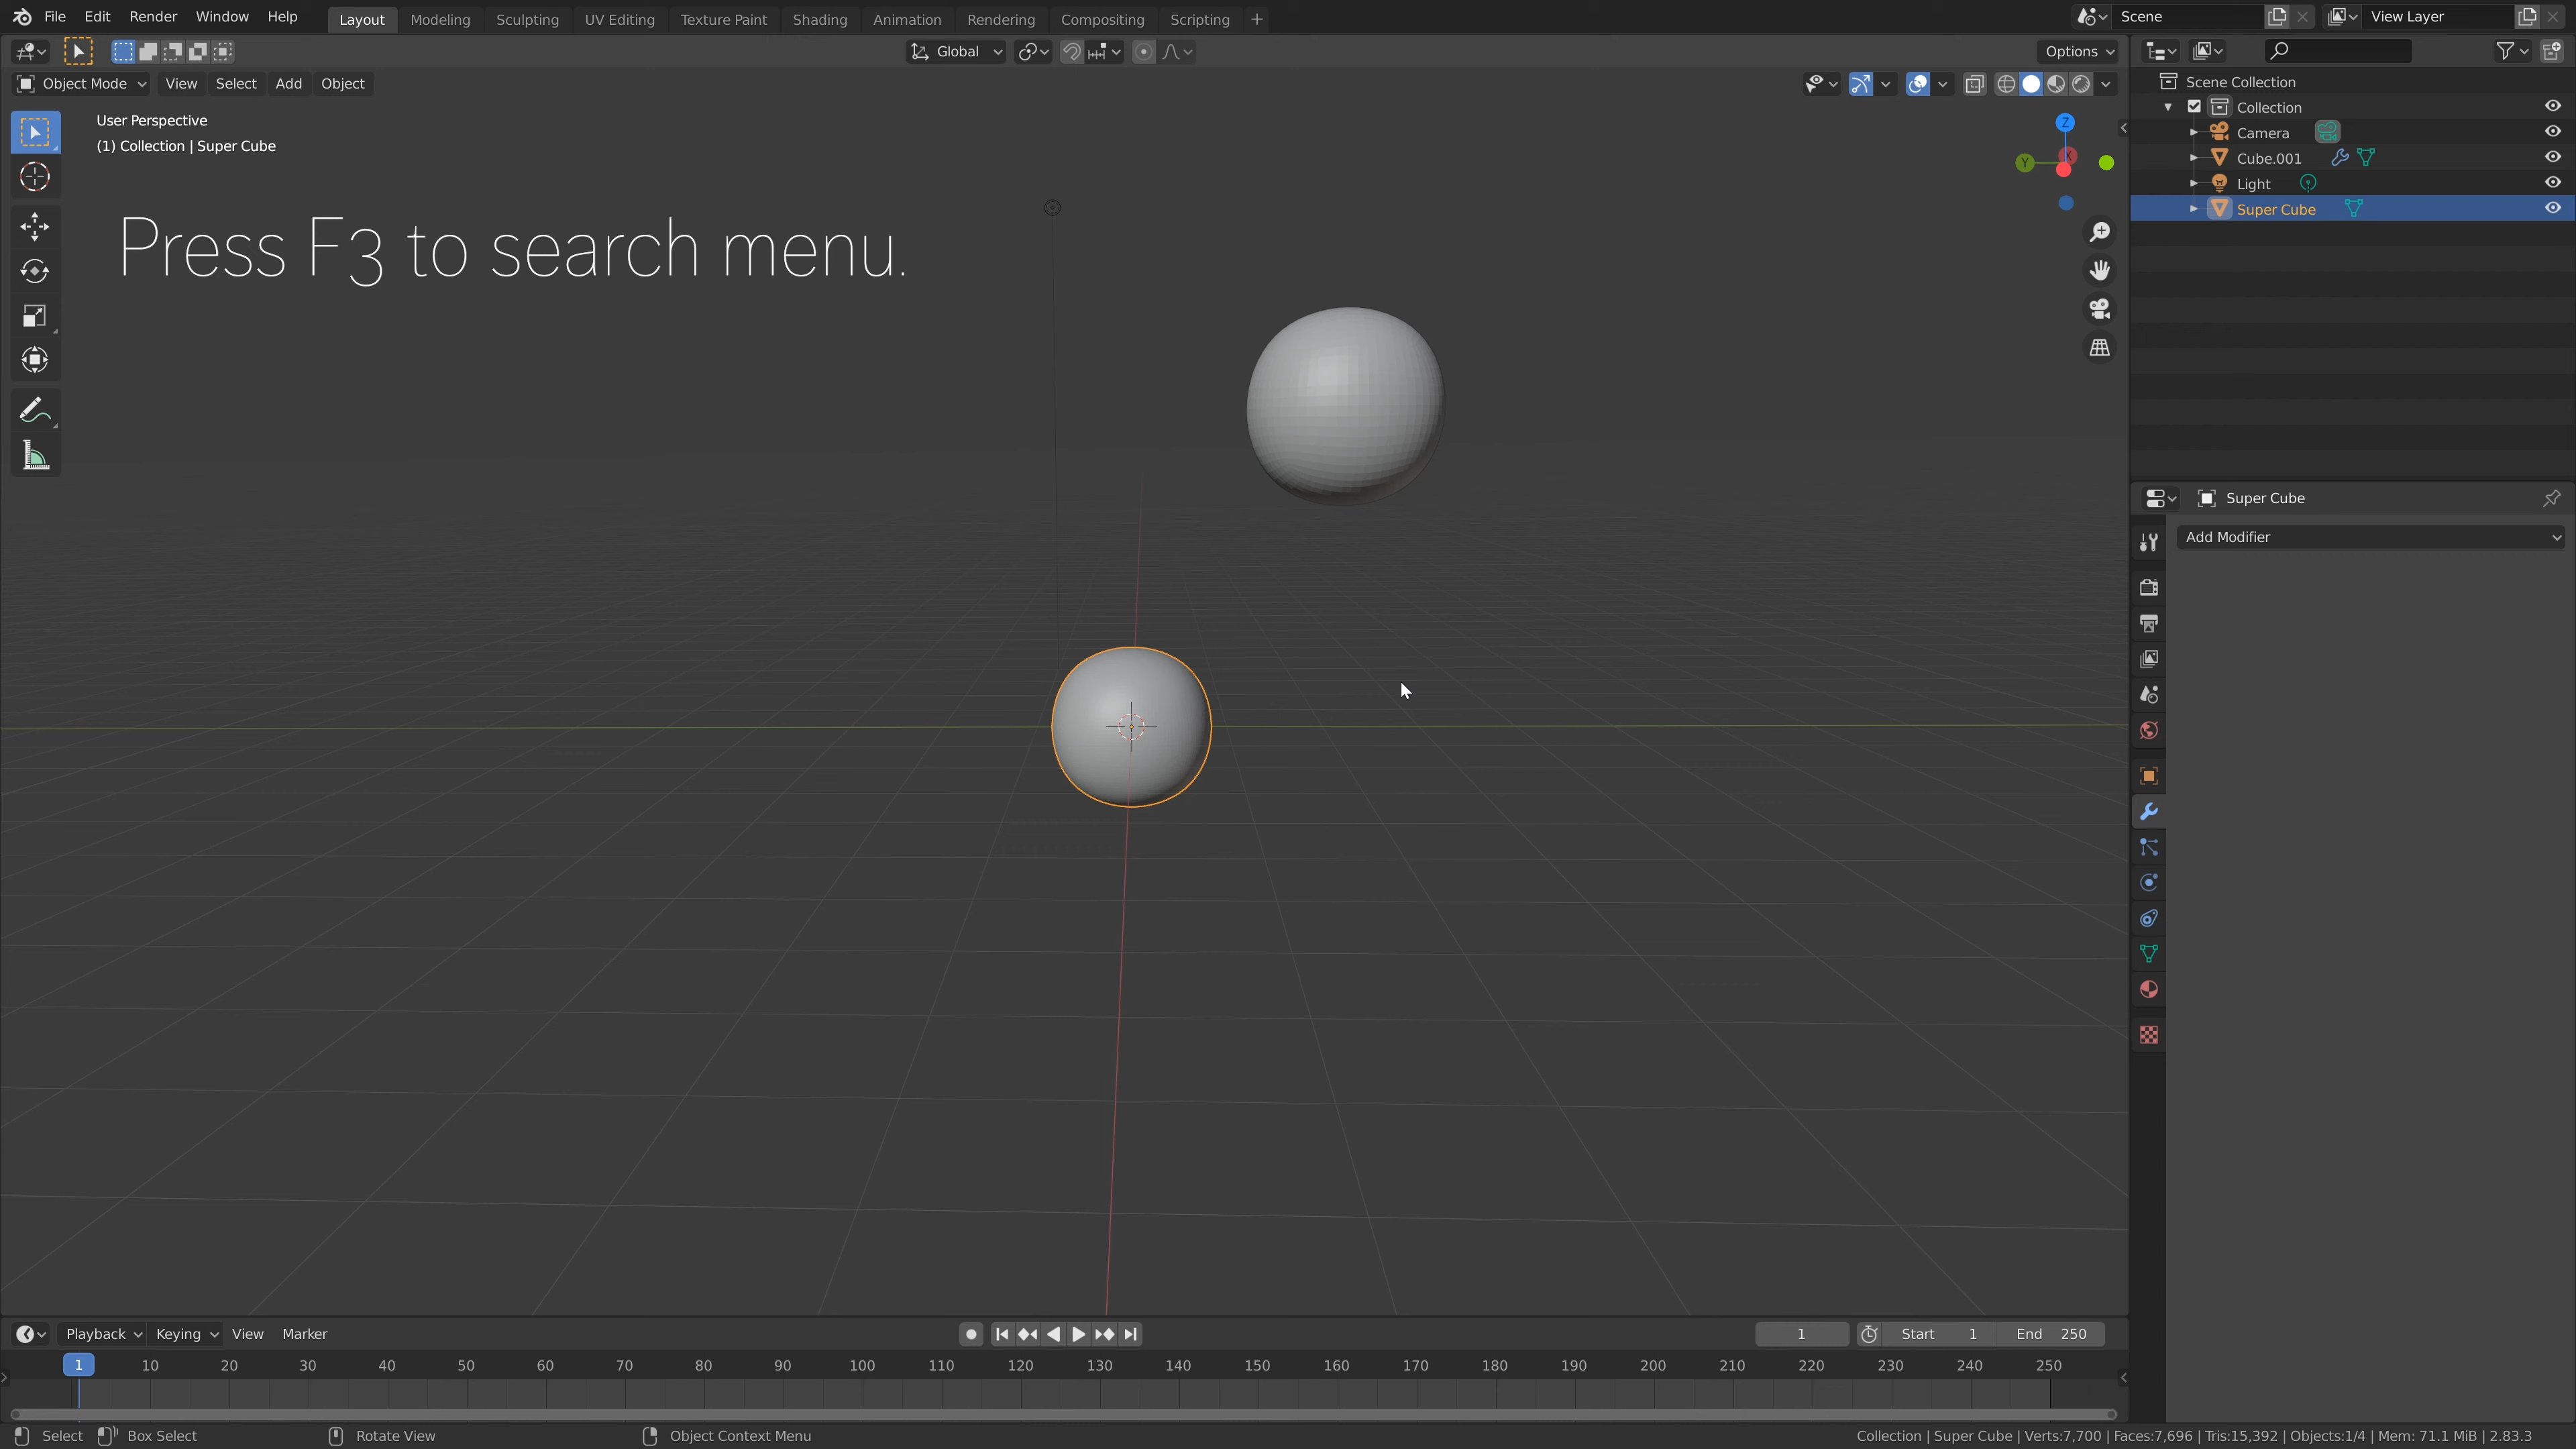 File Edit Render Window Help Layout Modeling Sculpting UV Editing Texture Paint Shading Animation Rendering Compositing Scripting + Scene View Layer
Global Options
Object Mode View Select Add Object
User Perspective
(1) Collection | Super Cube
Press F3 to search menu.
Z
Y
X
Scene Collection
Collection
Camera
Cube.001
Light
Super Cube
Super Cube
Add Modifier
Playback Keying View Marker 1 Start 1 End 250
1 10 20 30 40 50 60 70 80 90 100 110 120 130 140 150 160 170 180 190 200 210 220 230 240 250
Select Box Select Rotate View Object Context Menu Collection | Super Cube | Verts:7,700 | Faces:7,696 | Tris:15,392 | Objects:1/4 | Mem: 71.1 MiB | 2.83.3